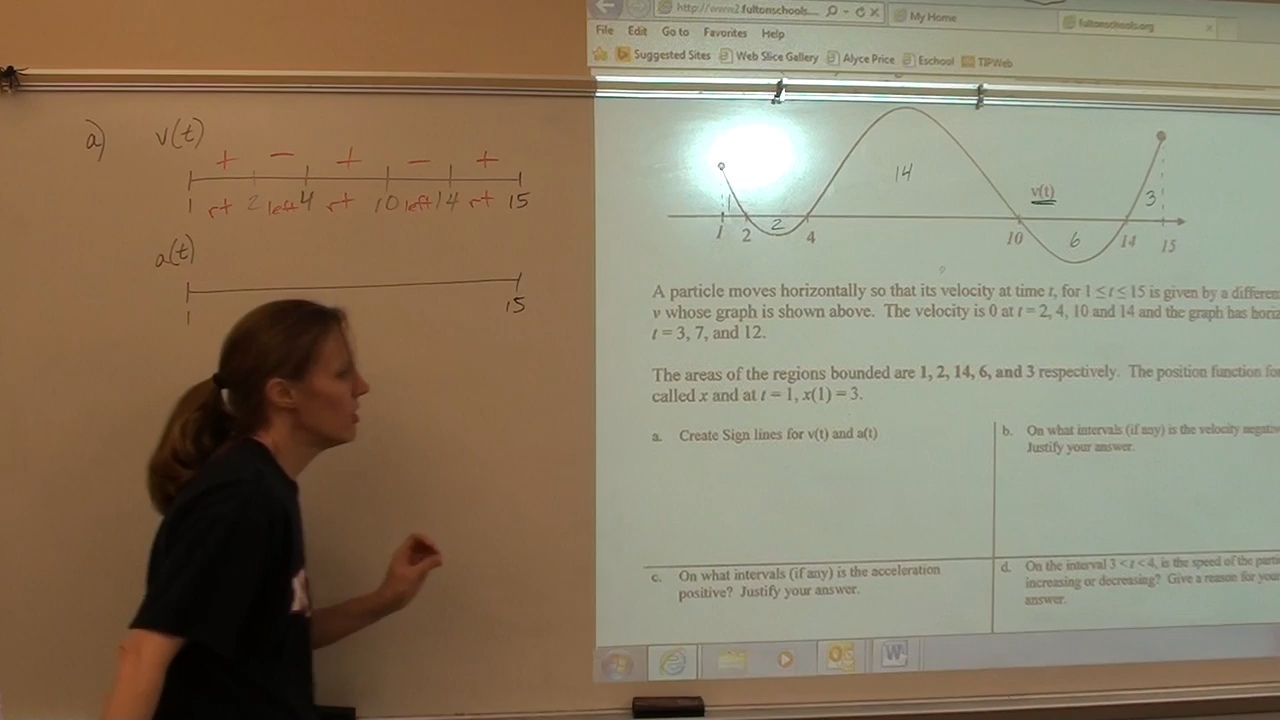 a) v(t)
+ − + − +
1 rt 2 left 4 rt 10 left 14 rt 15
a(t)
1 15
http://www2.fultonschools....
My Home
fultonschools.org
File Edit Go to Favorites Help
Suggested Sites Web Slice Gallery Alyce Price Eschool TIPWeb
14
v(t)
1 2 3
6
1 2 4 10 14 15
A particle moves horizontally so that its velocity at time t, for 1 ≤ t ≤ 15 is given by a differen
v whose graph is shown above. The velocity is 0 at t = 2, 4, 10 and 14 and the graph has horiz
t = 3, 7, and 12.
The areas of the regions bounded are 1, 2, 14, 6, and 3 respectively. The position function fo
called x and at t = 1, x(1) = 3.
a. Create Sign lines for v(t) and a(t)
b. On what intervals (if any) is the velocity negativ
Justify your answer.
c. On what intervals (if any) is the acceleration
positive? Justify your answer.
d. On the interval 3 < t < 4, is the speed of the parti
increasing or decreasing? Give a reason for you
answer.